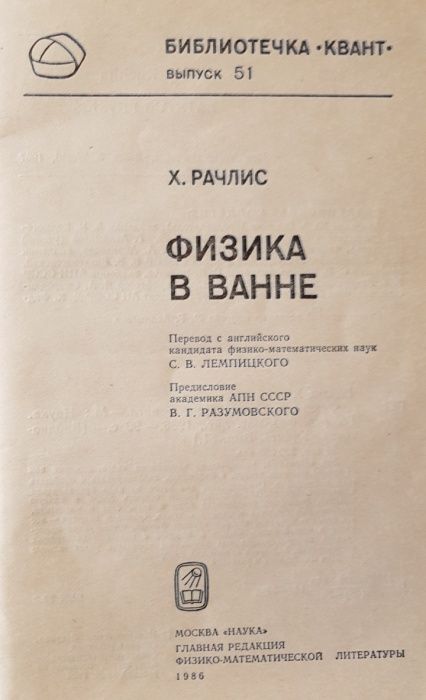 БИБЛИОТЕЧКА «КВАНТ»
ВЫПУСК 51
Х. РАЧЛИС
ФИЗИКА
В ВАННЕ
Перевод с английского
кандидата физико-математических наук
С. В. ЛЕМПИЦКОГО
Предисловие
академика АПН СССР
В. Г. РАЗУМОВСКОГО
МОСКВА «НАУКА»
ГЛАВНАЯ РЕДАКЦИЯ
ФИЗИКО-МАТЕМАТИЧЕСКОЙ ЛИТЕРАТУРЫ
1986